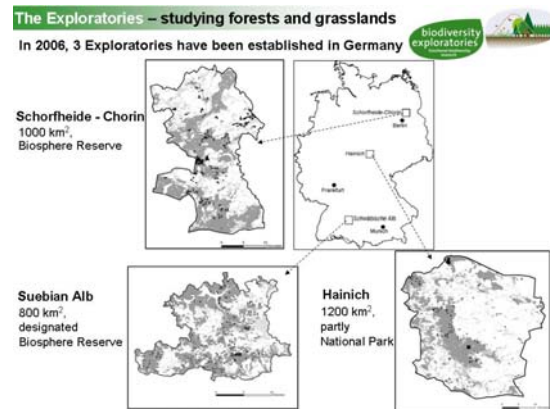 The Exploratories – studying forests and grasslands
In 2006, 3 Exploratories have been established in Germany
biodiversity
exploratories
Schorfheide - Chorin
1000 km²,
Biosphere Reserve
Schorfheide-Chorin
Berlin
Hainich
Frankfurt
Schwäbische Alb
Munich
Suebian Alb
800 km²,
designated
Biosphere Reserve
Hainich
1200 km²,
partly
National Park